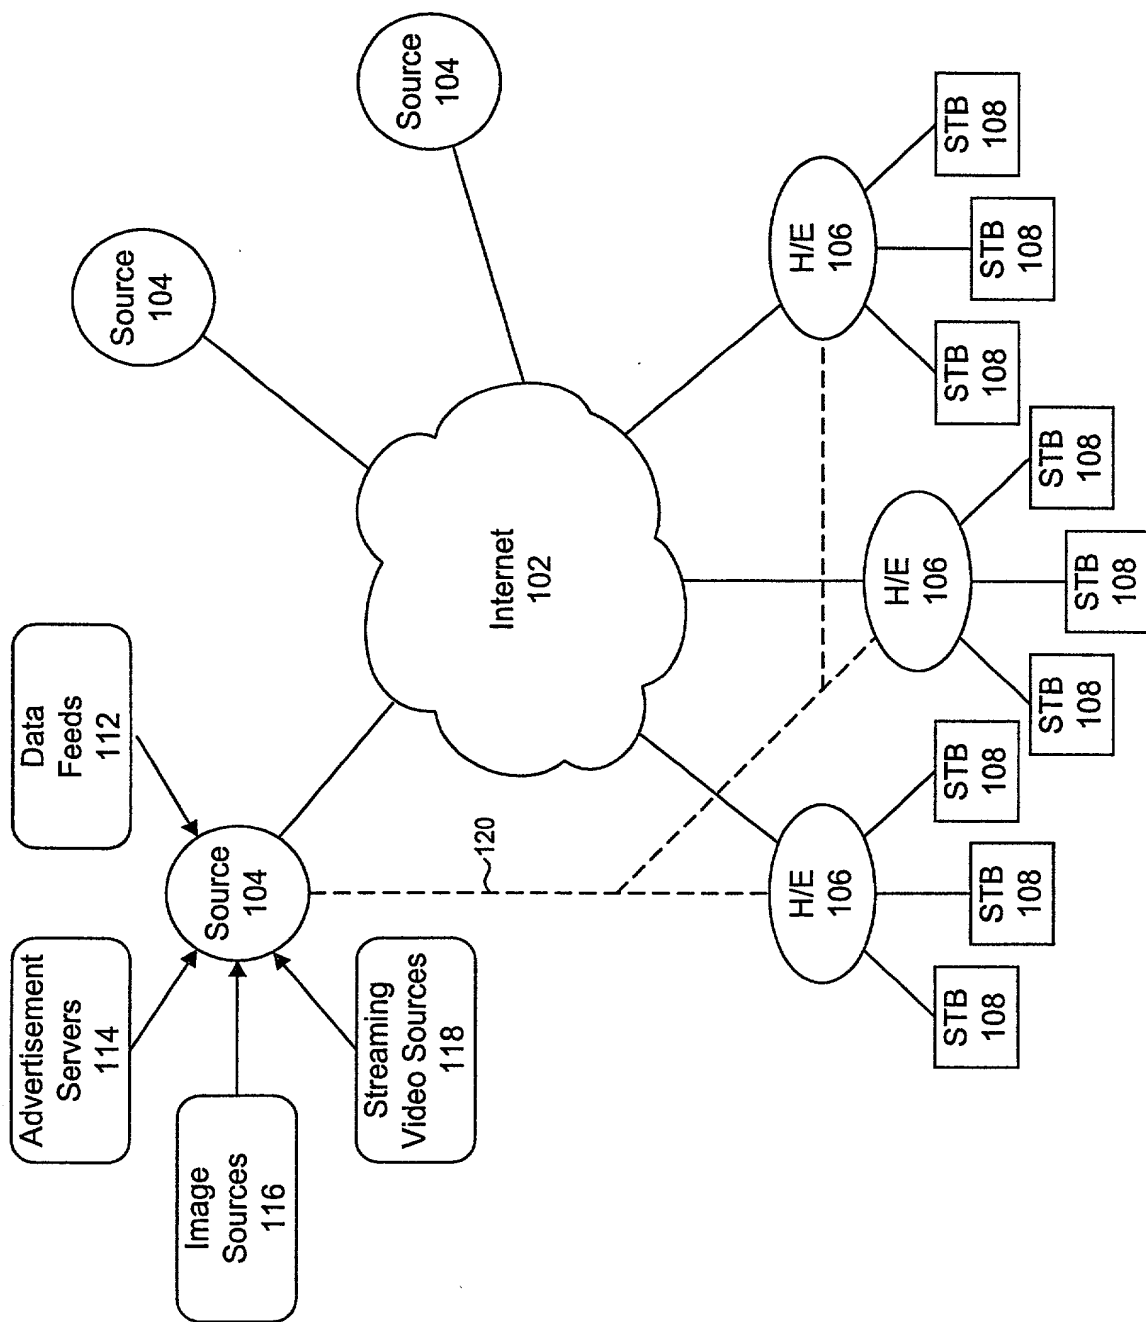 Advertisement
Servers
114
Data
Feeds
112
Source
104
Image
Sources
116
Source
104
Streaming
Video Sources
118
Source
104
120
Internet
102
H/E
106
H/E
106
H/E
106
STB
108
STB
108
STB
108
STB
108
STB
108
STB
108
STB
108
STB
108
STB
108